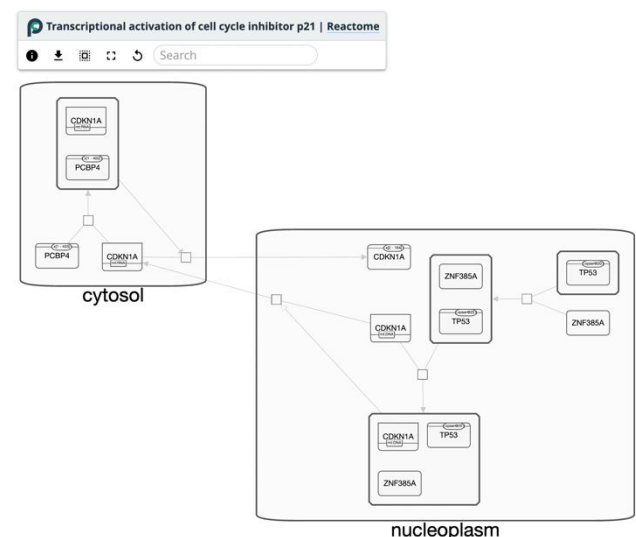 Transcriptional activation of cell cycle inhibitor p21 | Reactome
Search
CDKN1A
PCBP4
PCBP4
CDKN1A
cytosol
CDKN1A
ZNF385A
TP53
TP53
ZNF385A
CDKN1A
CDKN1A
TP53
ZNF385A
nucleoplasm